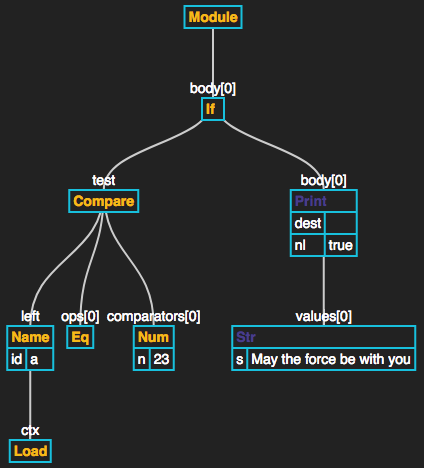 Module
body[0]
If
test
body[0]
Compare
Print
dest
nl true
left
ops[0]
comparators[0]
values[0]
Name
Eq
Num
Str
id a
n 23
s May the force be with you
ctx
Load